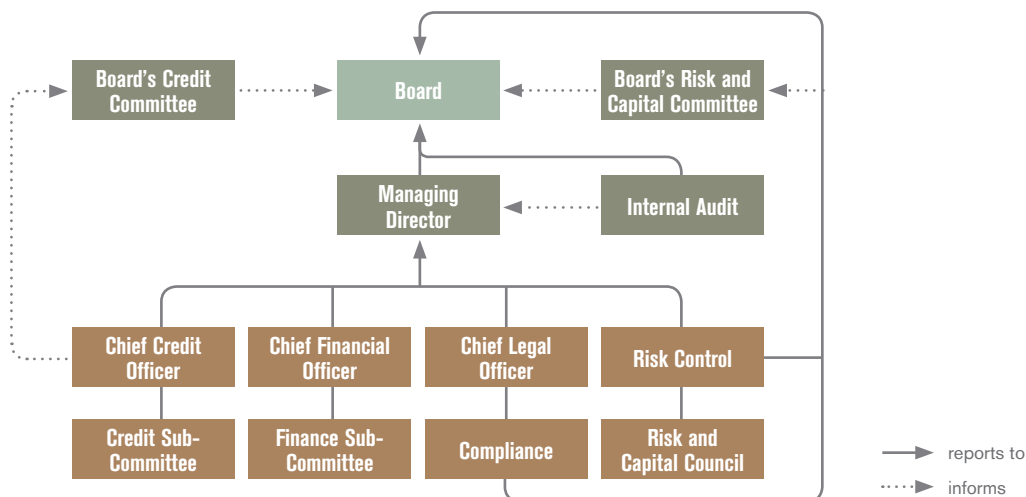 Board's Credit
Committee
Board
Board's Risk and
Capital Committee
Managing
Director
Internal Audit
Chief Credit
Officer
Chief Financial
Officer
Chief Legal
Officer
Risk Control
Credit Sub-
Committee
Finance Sub-
Committee
Compliance
Risk and
Capital Council
reports to
informs